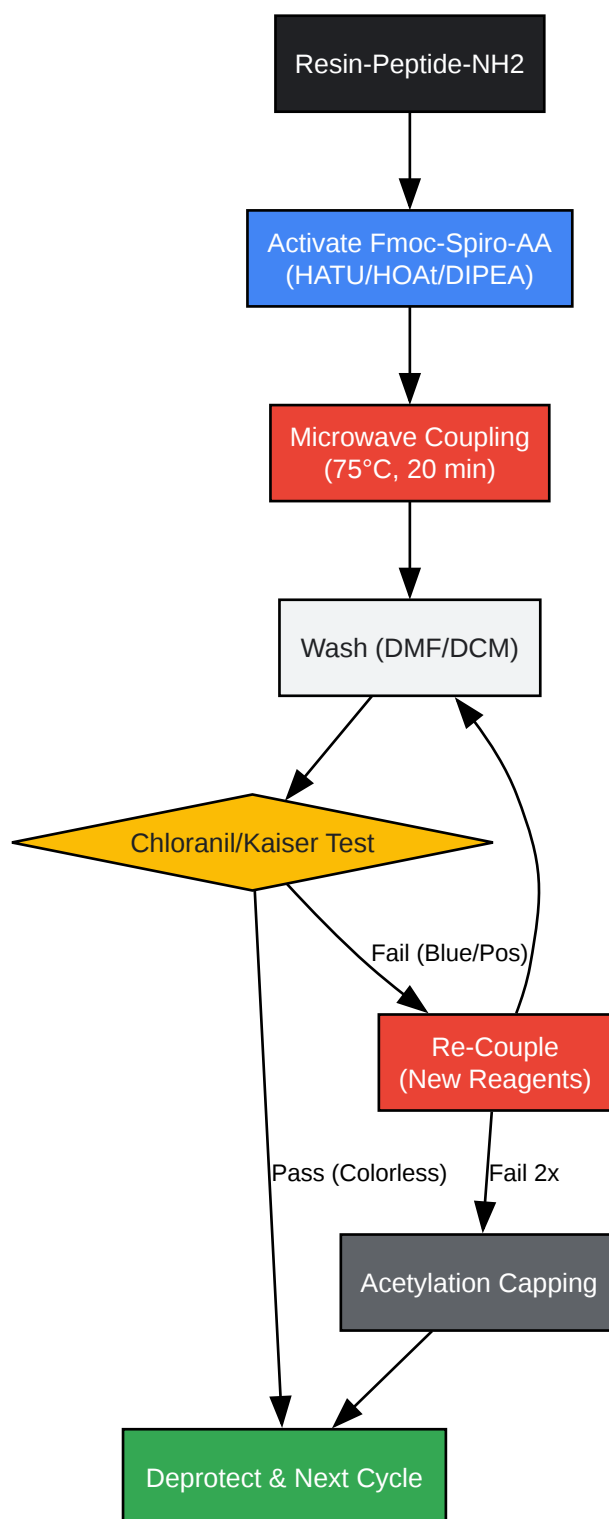 Resin-Peptide-NH2
Activate Fmoc-Spiro-AA
(HATU/HOAt/DIPEA)
Microwave Coupling
(75°C, 20 min)
Wash (DMF/DCM)
Chloranil/Kaiser Test
Fail (Blue/Pos)
Re-Couple
(New Reagents)
Pass (Colorless)
Fail 2x
Acetylation Capping
Deprotect & Next Cycle